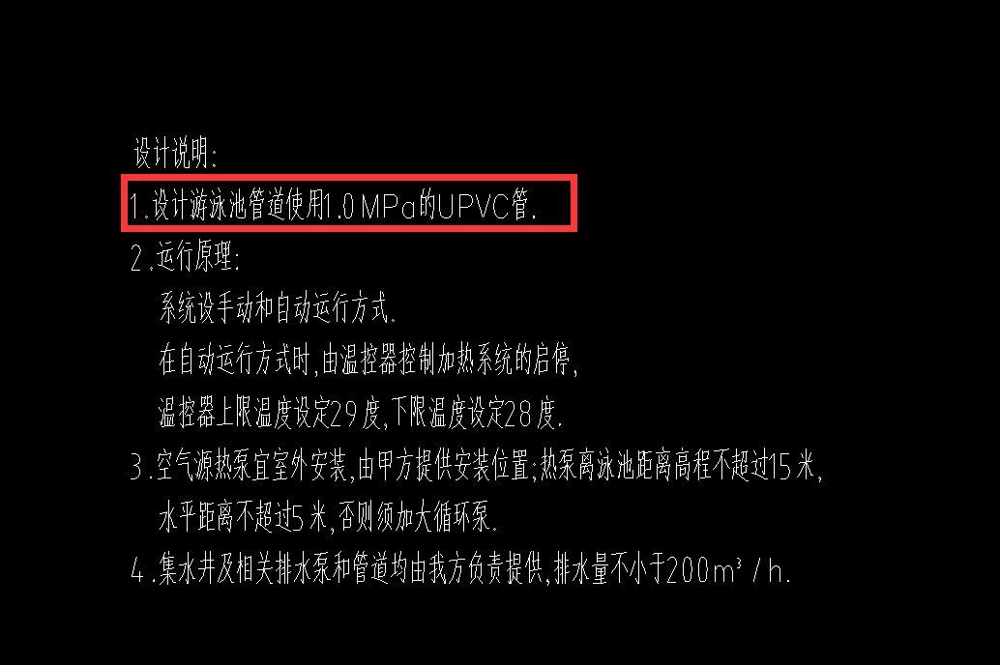 设计说明:
1.设计游泳池管道使用1.0MPa的UPVC管.
2.运行原理:
系统设手动和自动运行方式.
在自动运行方式时,由温控器控制加热系统的启停,
温控器上限温度设定29度,下限温度设定28度.
3.空气源热泵宜室外安装,由甲方提供安装位置;热泵离泳池距离高程不超过15米,
水平距离不超过5米,否则须加大循环泵.
4.集水井及相关排水泵和管道均由我方负责提供,排水量不小于200m³/h.